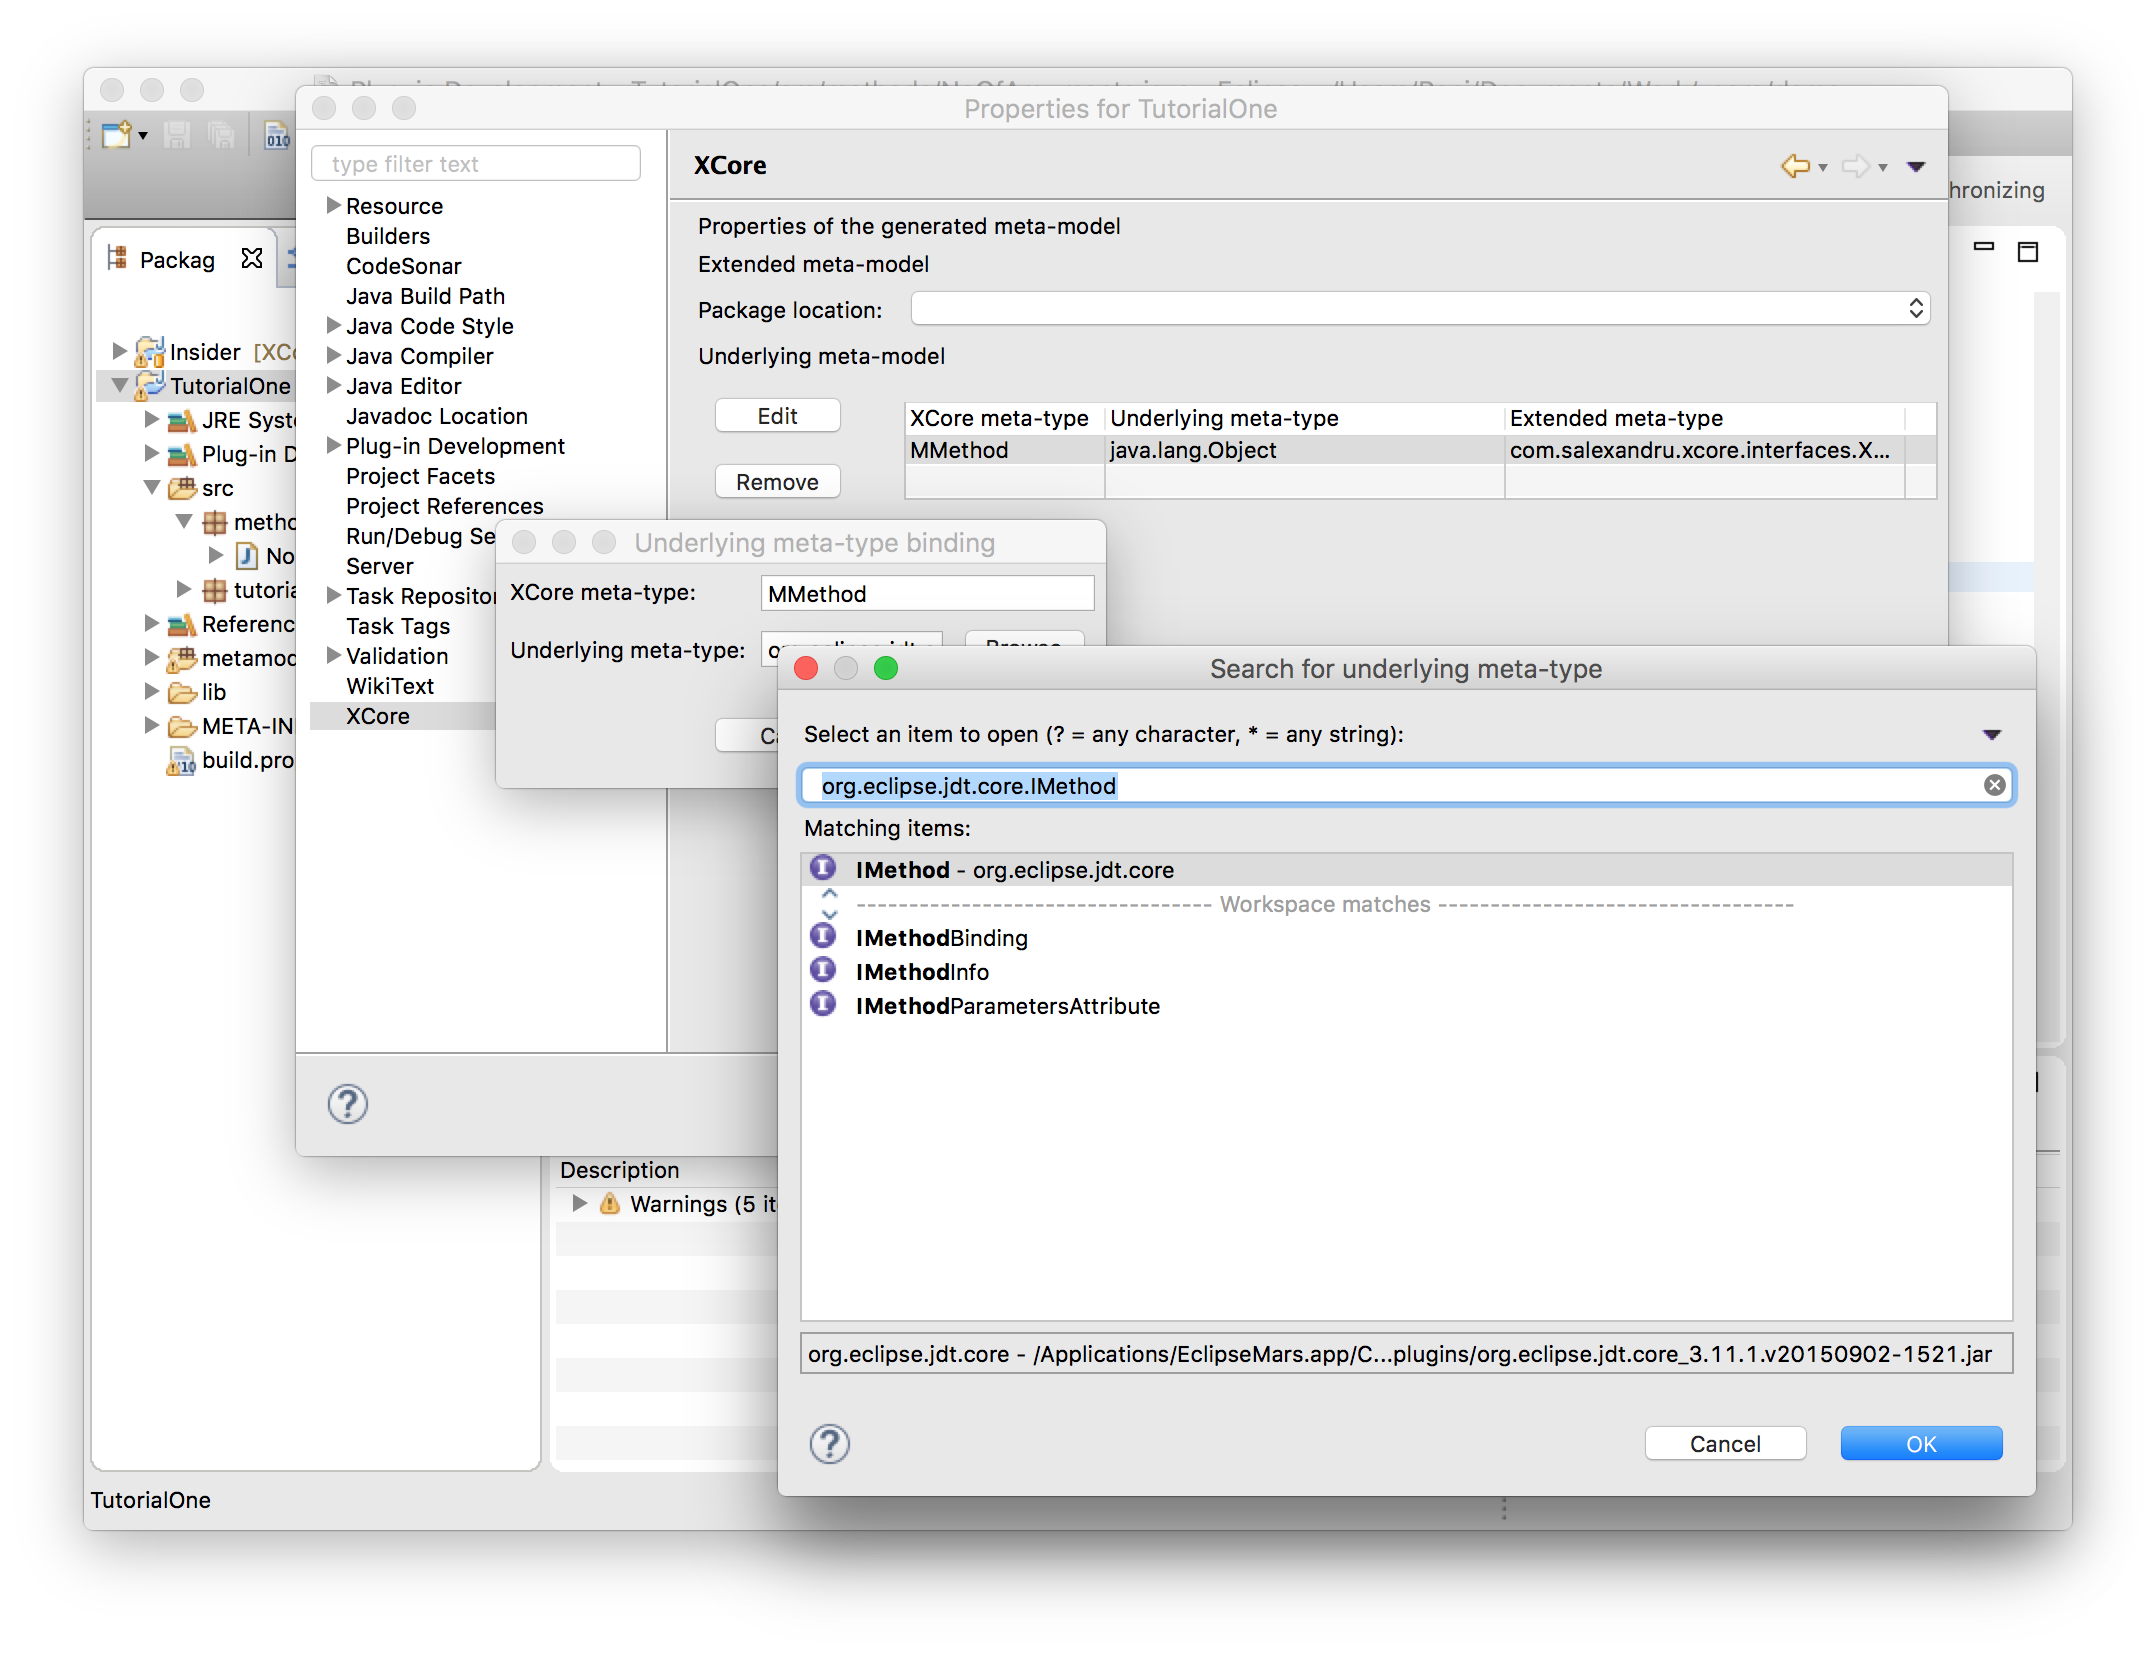 Properties for TutorialOne
type filter text
XCore
hronizing
Resource
Builders
CodeSonar
Java Build Path
Java Code Style
Java Compiler
Java Editor
Javadoc Location
Plug-in Development
Project Facets
Project References
Run/Debug Se
Server
Task Reposito
Task Tags
Validation
WikiText
XCore
Packag
Insider [XCo
TutorialOne
JRE Syst
Plug-in D
src
metho
No
tutoria
Referenc
metamod
lib
META-IN
build.pro
Properties of the generated meta-model
Extended meta-model
Package location:
Underlying meta-model
Edit
Remove
XCore meta-type Underlying meta-type Extended meta-type
MMethod java.lang.Object com.salexandru.xcore.interfaces.X...
Underlying meta-type binding
XCore meta-type: MMethod
Underlying meta-type:
Browse
Ca
Search for underlying meta-type
Select an item to open (? = any character, * = any string):
org.eclipse.jdt.core.IMethod
Matching items:
IMethod - org.eclipse.jdt.core
---------------------------------- Workspace matches ----------------------------------
IMethodBinding
IMethodInfo
IMethodParametersAttribute
org.eclipse.jdt.core - /Applications/EclipseMars.app/C...plugins/org.eclipse.jdt.core_3.11.1.v20150902-1521.jar
Cancel
OK
Description
Warnings (5 it
TutorialOne